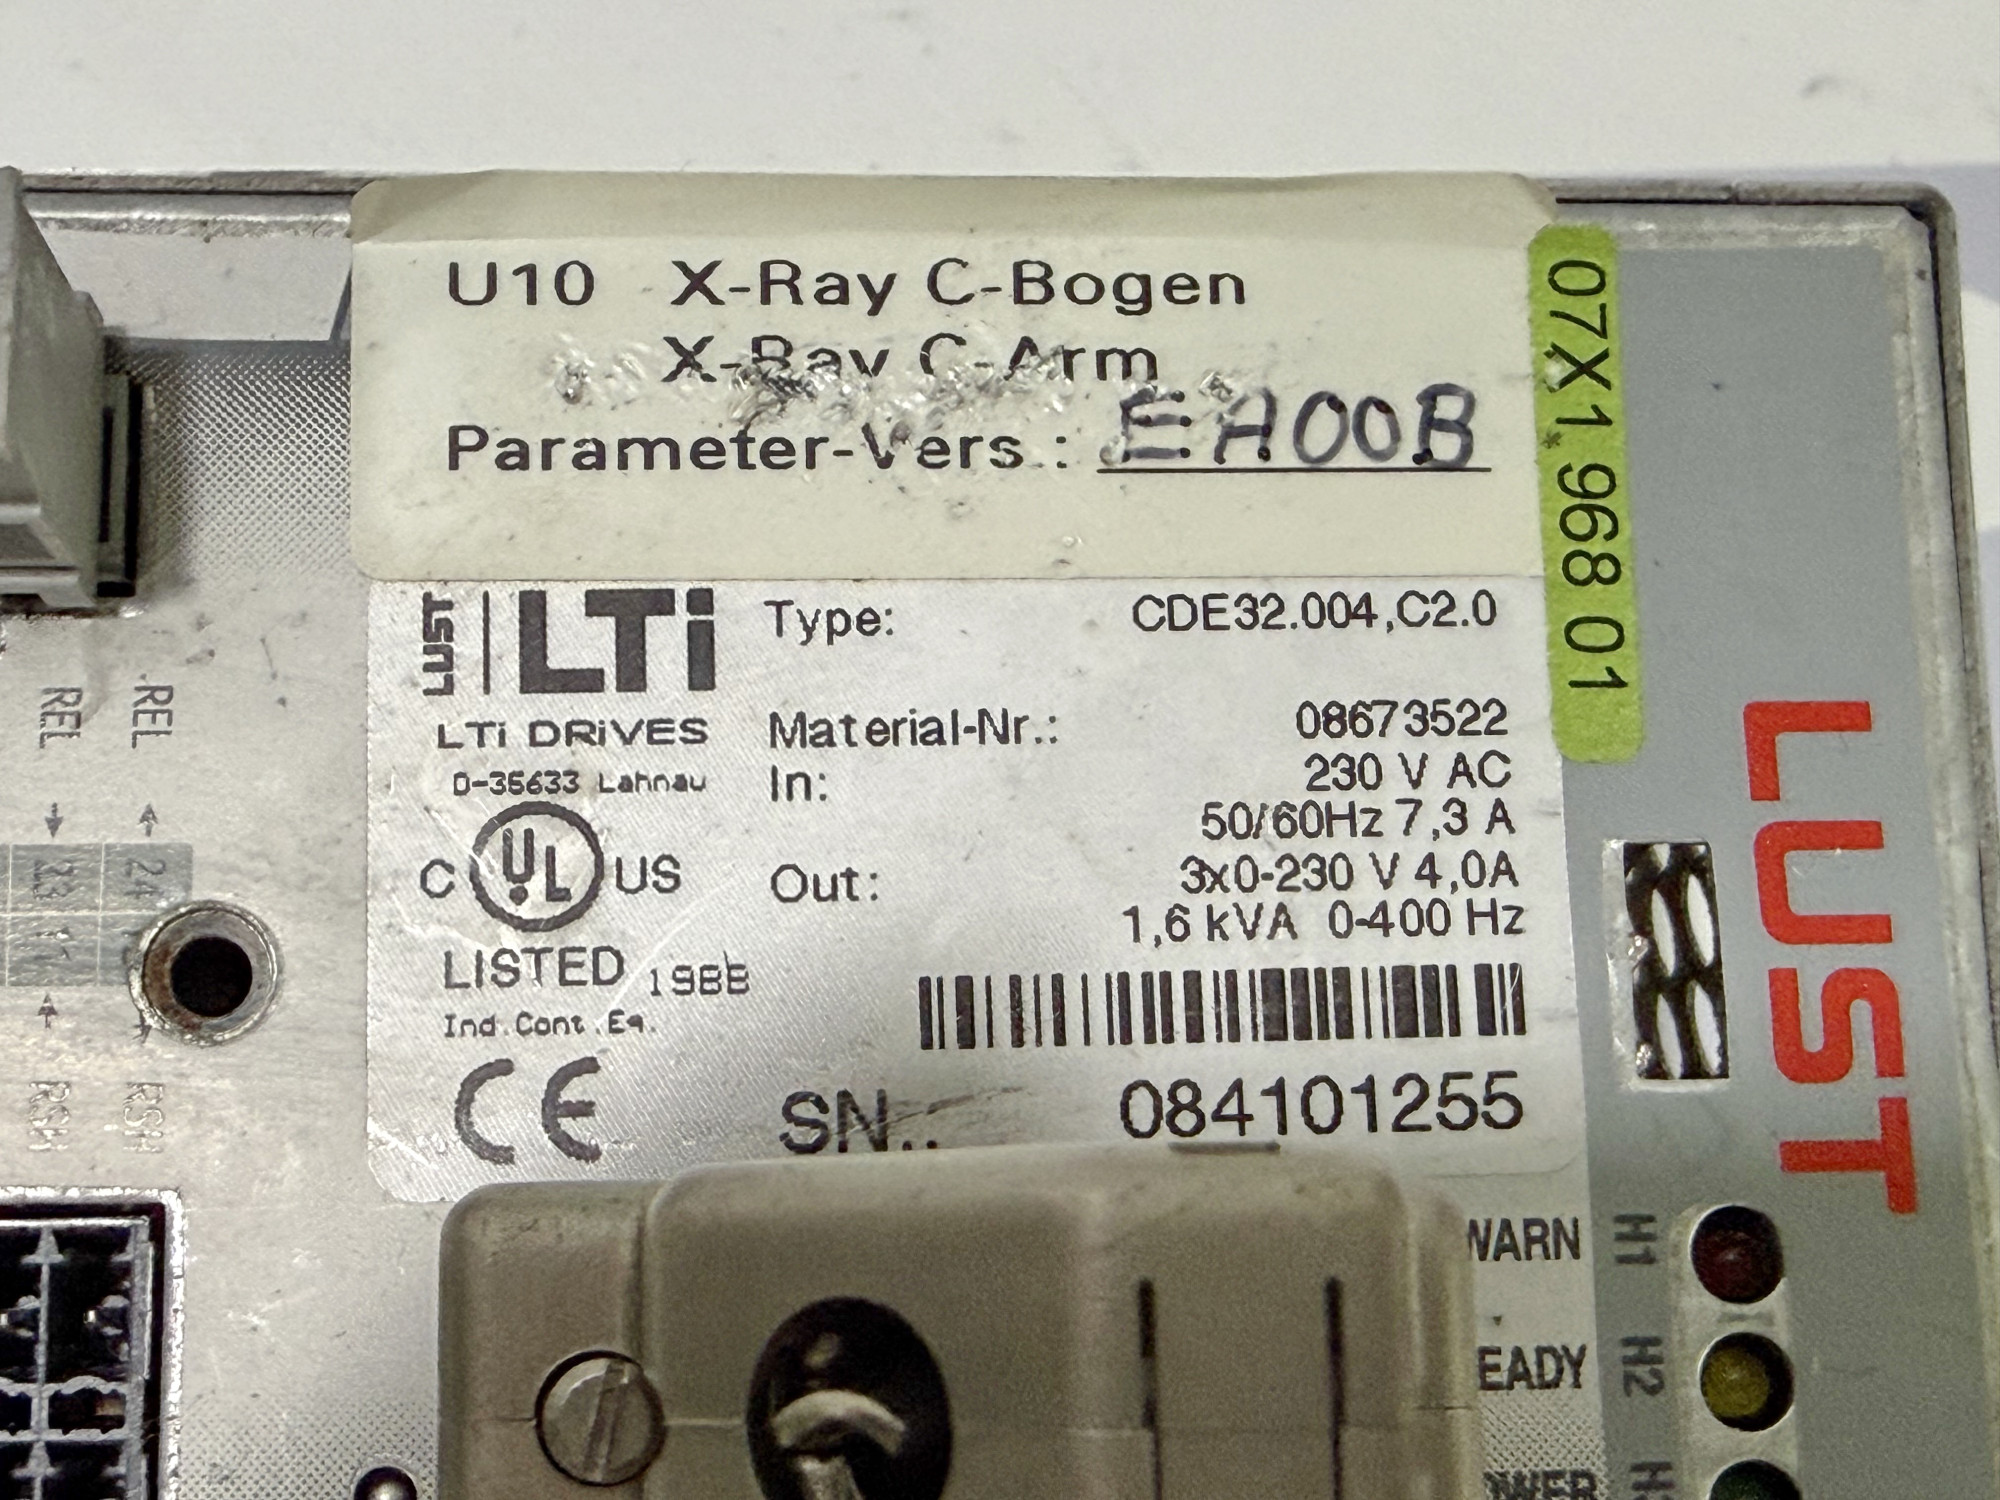 U10 X-Ray C-Bogen
X-Ray C-Arm
Parameter-Vers.: EA00B
07X1 968 01
LUST LTi
LTi DRiVES
D-35633 Lahnau
C UL US
LISTED 1988
Ind.Cont.Eq.
CE
Type: CDE32.004,C2.0
Material-Nr.: 08673522
In: 230 V AC
50/60Hz 7,3 A
Out: 3x0-230 V 4,0A
1,6 kVA 0-400 Hz
SN.: 084101255
LUST
REL
REL
23
24
RSH
RSH
WARN H1
EADY H2